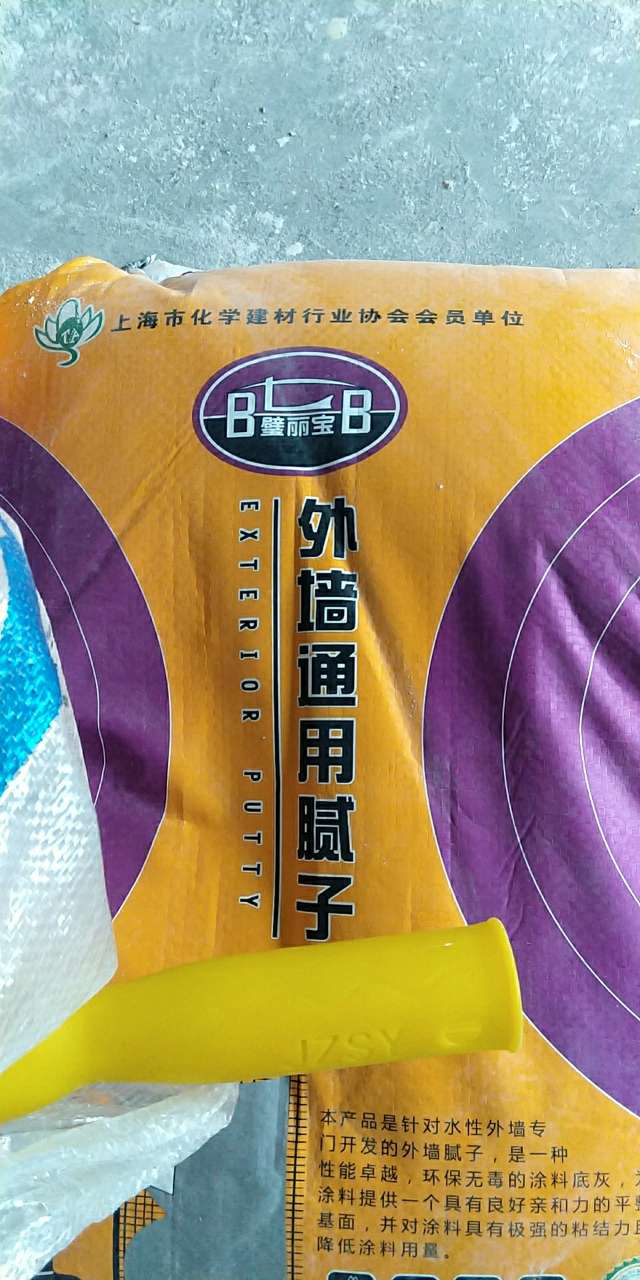 上海市化学建材行业协会会员单位
B璧丽宝B
外墙通用腻子
EXTERIOR PUTTY
本产品是针对水性外墙专
门开发的外墙腻子，是一种
性能卓越，环保无毒的涂料底灰，
涂料提供一个具有良好亲和力的平整
基面，并对涂料具有极强的粘结力且
降低涂料用量。